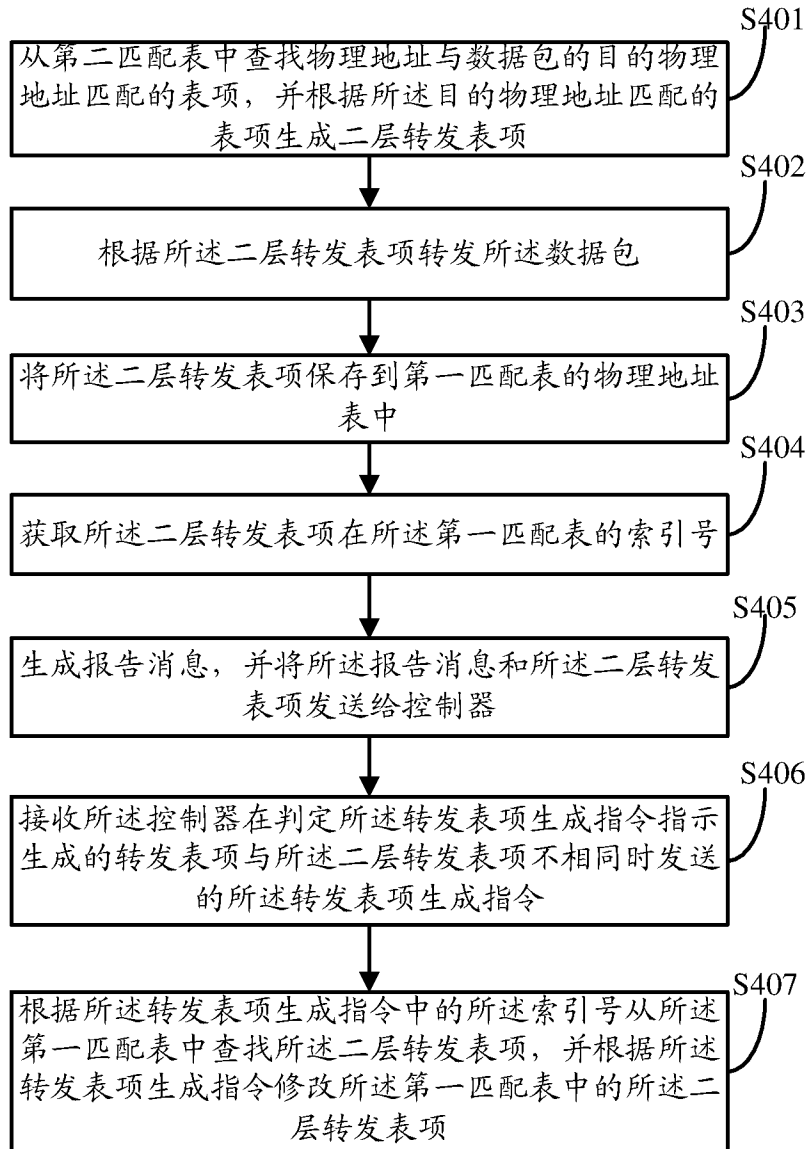 S401
从第二匹配表中查找物理地址与数据包的目的物理
地址匹配的表项，并根据所述目的物理地址匹配的
表项生成二层转发表项
S402
根据所述二层转发表项转发所述数据包
S403
将所述二层转发表项保存到第一匹配表的物理地址
表中
S404
获取所述二层转发表项在所述第一匹配表的索引号
S405
生成报告消息，并将所述报告消息和所述二层转发
表项发送给控制器
S406
接收所述控制器在判定所述转发表项生成指令指示
生成的转发表项与所述二层转发表项不相同时发送
的所述转发表项生成指令
S407
根据所述转发表项生成指令中的所述索引号从所述
第一匹配表中查找所述二层转发表项，并根据所述
转发表项生成指令修改所述第一匹配表中的所述二
层转发表项